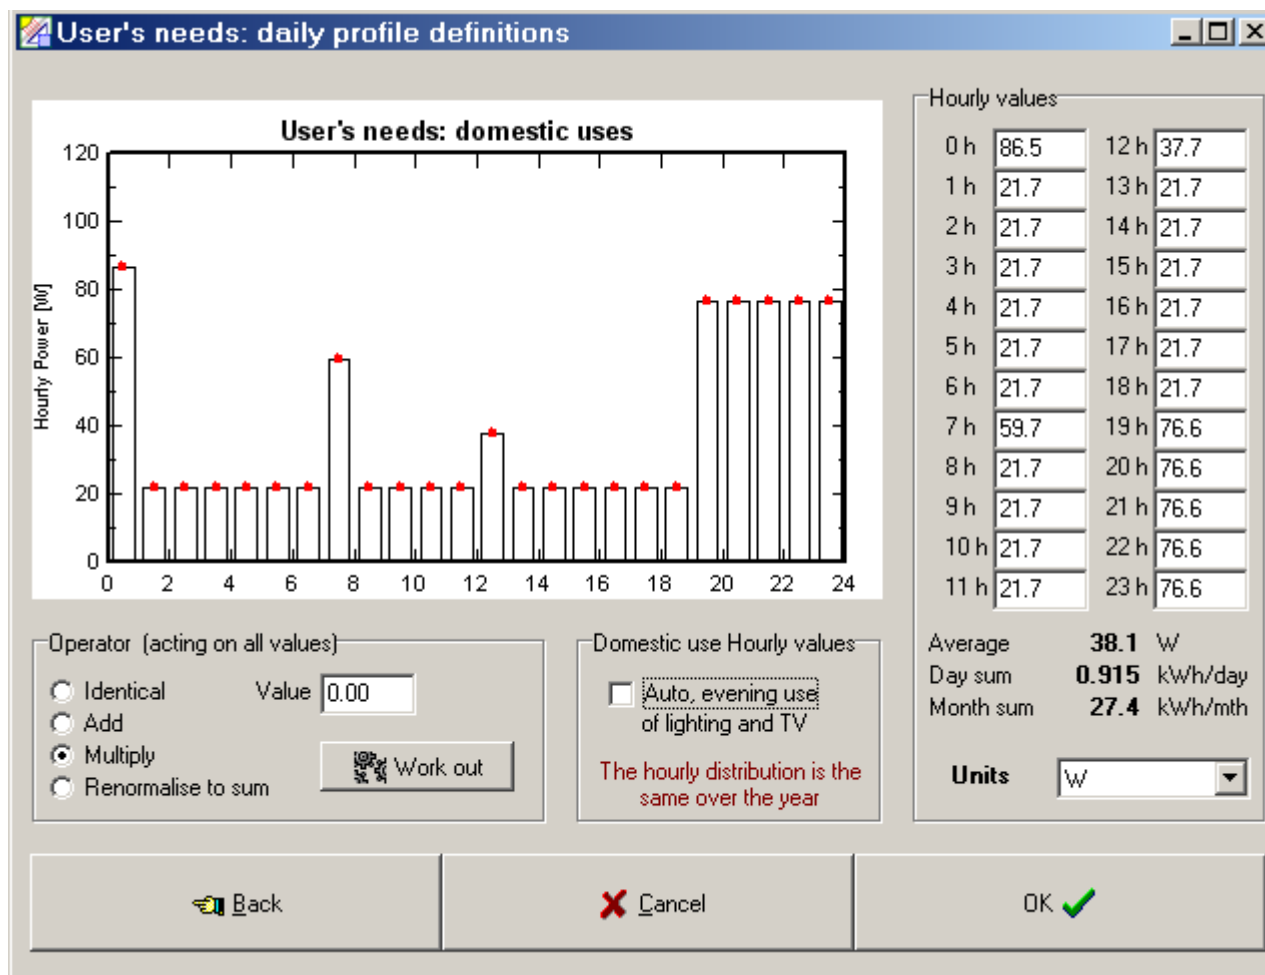 User's needs: daily profile definitions
User's needs: domestic uses
Hourly Power [W]
120
100
80
60
40
20
0
0 2 4 6 8 10 12 14 16 18 20 22 24
Hourly values
0 h 86.5 12 h 37.7
1 h 21.7 13 h 21.7
2 h 21.7 14 h 21.7
3 h 21.7 15 h 21.7
4 h 21.7 16 h 21.7
5 h 21.7 17 h 21.7
6 h 21.7 18 h 21.7
7 h 59.7 19 h 76.6
8 h 21.7 20 h 76.6
9 h 21.7 21 h 76.6
10 h 21.7 22 h 76.6
11 h 21.7 23 h 76.6
Average 38.1 W
Day sum 0.915 kWh/day
Month sum 27.4 kWh/mth
Units W
Operator (acting on all values)
Identical Value 0.00
Add
Multiply
Work out
Renormalise to sum
Domestic use Hourly values
Auto, evening use
of lighting and TV
The hourly distribution is the
same over the year
Back Cancel OK